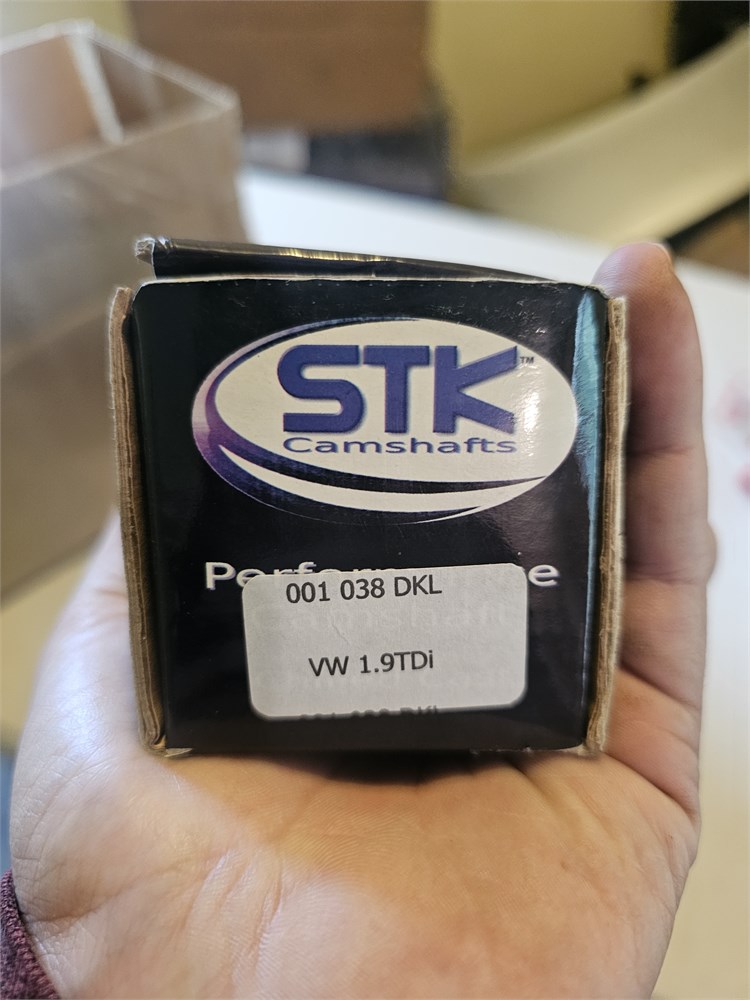 STK™
Camshafts
001 038 DKL
VW 1.9TDi